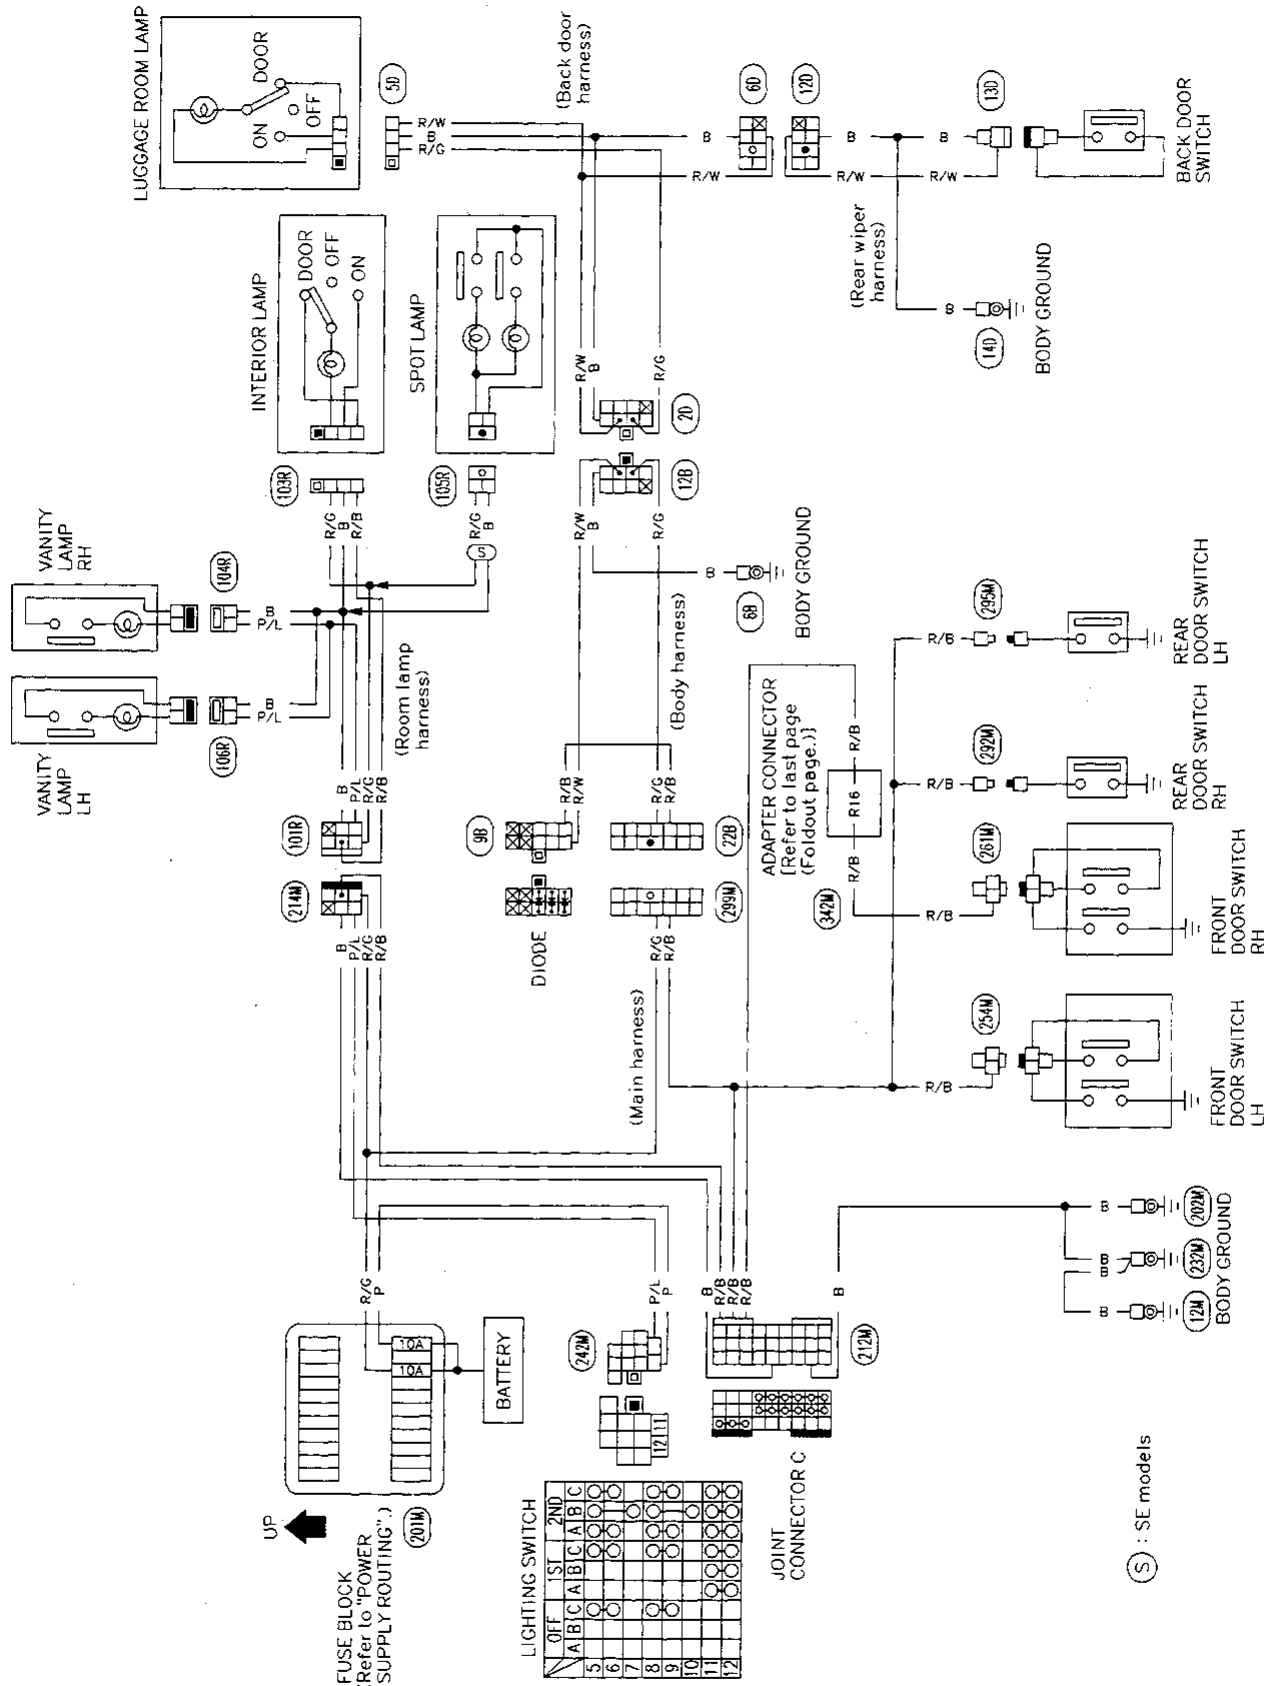 LUGGAGE ROOM LAMP
DOOR
ON
OFF
5D
R/W
B
R/G
(Back door
harness)
6D
12D
13D
B
B
B
R/W
R/W
R/W
BACK DOOR
SWITCH
(Rear wiper
harness)
B
14D
BODY GROUND
INTERIOR LAMP
DOOR
OFF
ON
103R
R/G
B
R/B
SPOT LAMP
105R
R/G
B
S
R/W
B
R/G
2D
12B
R/W
B
R/G
B
6B
BODY GROUND
VANITY
LAMP
RH
104R
B
P/L
VANITY
LAMP
LH
106R
B
P/L
(Room lamp
harness)
(Body harness)
B
P/L
R/G
R/B
101R
214M
B
P/L
R/G
R/B
9B
R/B
R/W
DIODE
R/G
R/B
22B
299M
R/G
R/B
(Main harness)
ADAPTER CONNECTOR
[Refer to last page
(Foldout page.)]
R/B
R16
R/B
342M
R/B
295M
REAR
DOOR SWITCH
LH
R/B
292M
REAR
DOOR SWITCH
RH
R/B
261M
FRONT
DOOR SWITCH
RH
R/B
254M
FRONT
DOOR SWITCH
LH
UP
FUSE BLOCK
(Refer to "POWER
SUPPLY ROUTING".)
201M
10A
10A
R/G
P
BATTERY
242M
P/L
P
12 11
B
R/B
R/B
R/B
B
212M
JOINT
CONNECTOR C
B
B
B
B
202M
232M
12M
BODY GROUND
LIGHTING SWITCH
OFF 1ST 2ND
A B C A B C A B C
5
6
7
8
9
10
11
12
S : SE models